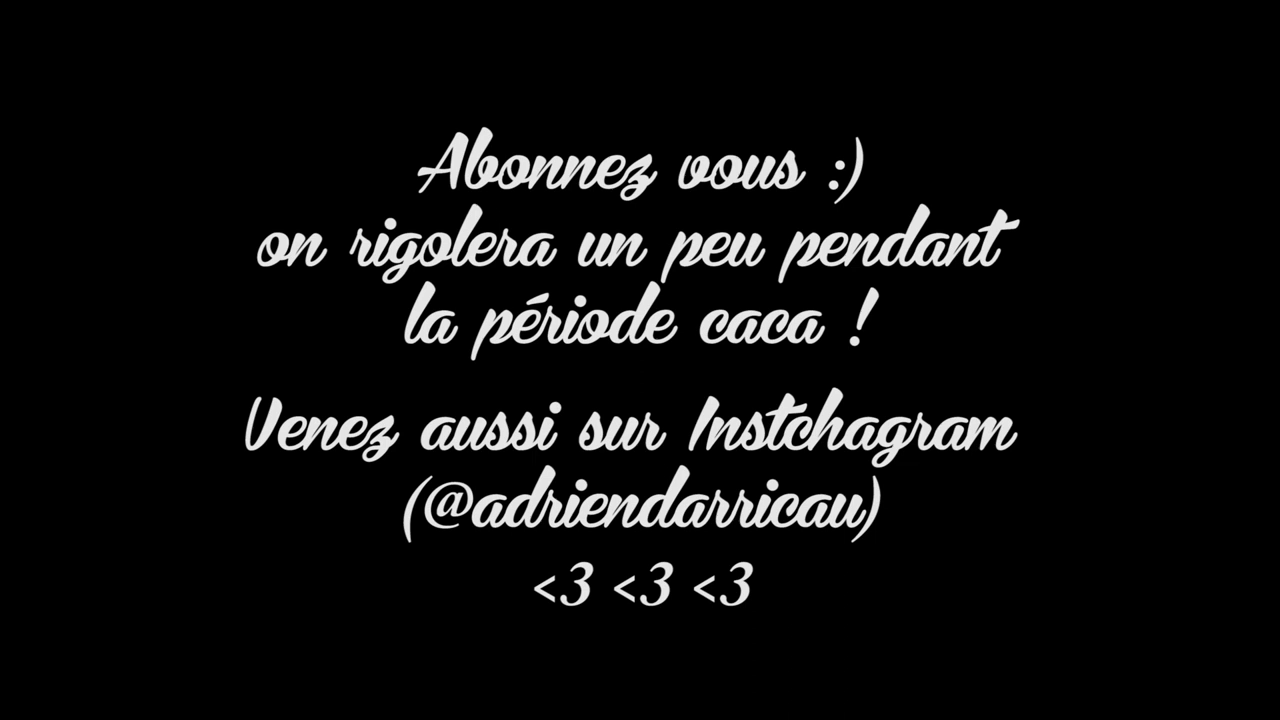 Abonnez vous :)
on rigolera un peu pendant
la période caca !
Venez aussi sur Instchagram
(@adriendarricau)
<3 <3 <3